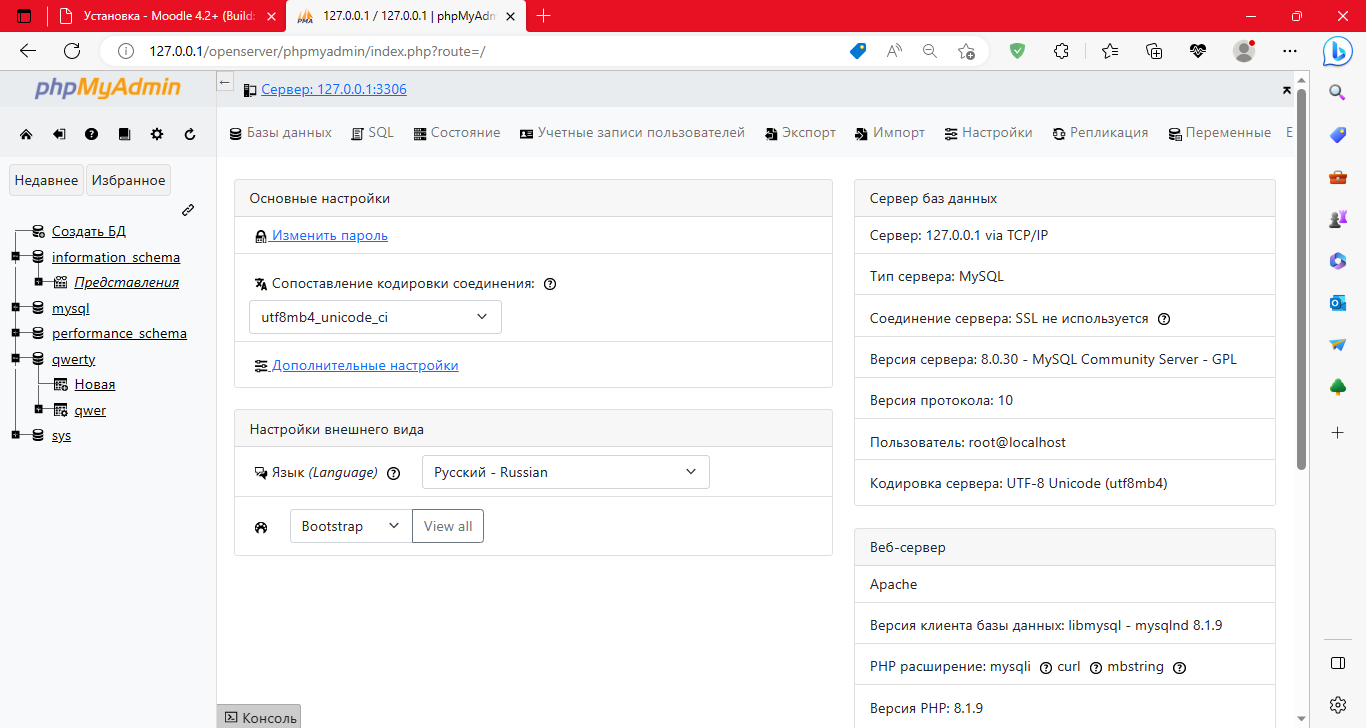 Установка - Moodle 4.2+ (Build:
127.0.0.1 / 127.0.0.1 | phpMyAdm
127.0.0.1/openserver/phpmyadmin/index.php?route=/
phpMyAdmin
Недавнее
Избранное
Создать БД
information_schema
Представления
mysql
performance_schema
qwerty
Новая
qwer
sys
Сервер: 127.0.0.1:3306
Базы данных
SQL
Состояние
Учетные записи пользователей
Экспорт
Импорт
Настройки
Репликация
Переменные
Основные настройки
Изменить пароль
Сопоставление кодировки соединения:
utf8mb4_unicode_ci
Дополнительные настройки
Настройки внешнего вида
Язык (Language)
Русский - Russian
Bootstrap
View all
Сервер баз данных
Сервер: 127.0.0.1 via TCP/IP
Тип сервера: MySQL
Соединение сервера: SSL не используется
Версия сервера: 8.0.30 - MySQL Community Server - GPL
Версия протокола: 10
Пользователь: root@localhost
Кодировка сервера: UTF-8 Unicode (utf8mb4)
Веб-сервер
Apache
Версия клиента базы данных: libmysql - mysqlnd 8.1.9
PHP расширение: mysqli curl mbstring
Версия PHP: 8.1.9
Консоль